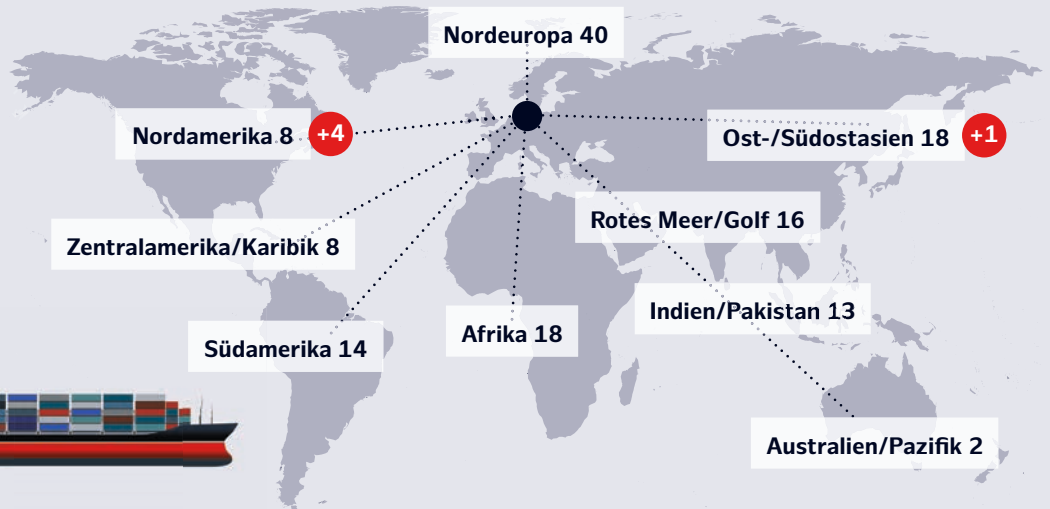 Nordeuropa 40
Nordamerika 8
+4
Ost-/Südostasien 18
+1
Rotes Meer/Golf 16
Zentralamerika/Karibik 8
Indien/Pakistan 13
Afrika 18
Südamerika 14
Australien/Pazifik 2